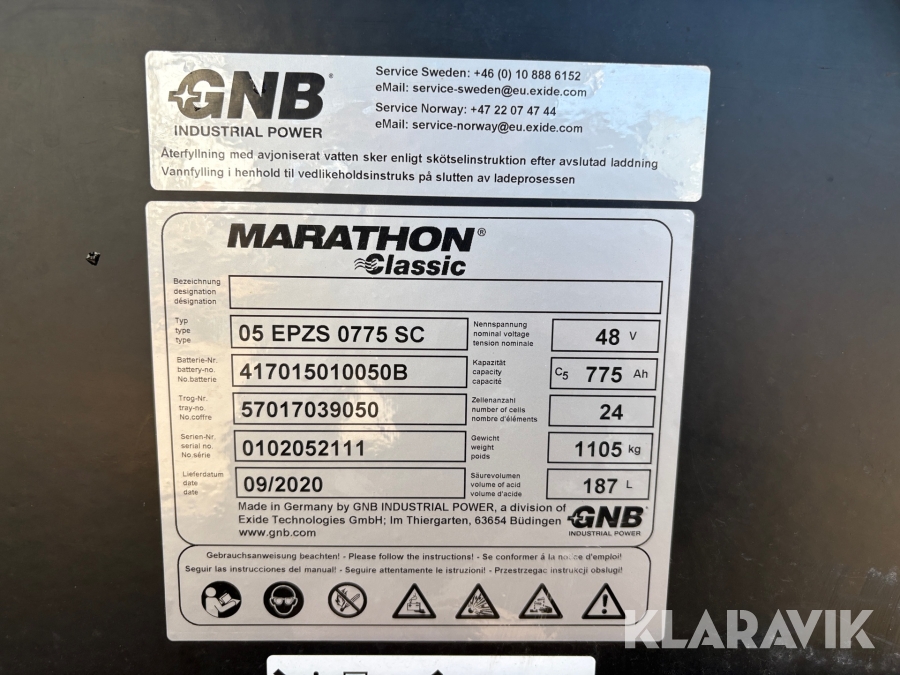 GNB®
INDUSTRIAL POWER
Service Sweden: +46 (0) 10 888 6152
eMail: service-sweden@eu.exide.com
Service Norway: +47 22 07 47 44
eMail: service-norway@eu.exide.com
Återfyllning med avjoniserat vatten sker enligt skötselinstruktion efter avslutad laddning
Vannfylling i henhold til vedlikeholdsinstruks på slutten av ladeprosessen
MARATHON®
Classic
Bezeichnung
designation
désignation
Typ
type
type
05 EPZS 0775 SC
Nennspannung
nominal voltage
tension nominale
48 V
Batterie-Nr.
battery-no.
No.batterie
417015010050B
Kapazität
capacity
capacité
C5 775 Ah
Trog-Nr.
tray-no.
No.coffre
57017039050
Zellenanzahl
number of cells
nombre d'éléments
24
Serien-Nr.
serial no.
No.série
0102052111
Gewicht
weight
poids
1105 kg
Lieferdatum
date
date
09/2020
Säurevolumen
volume of acid
volume d'acide
187 L
Made in Germany by GNB INDUSTRIAL POWER, a division of
Exide Technologies GmbH; Im Thiergarten, 63654 Büdingen
www.gnb.com
GNB®
INDUSTRIAL POWER
Gebrauchsanweisung beachten! - Please follow the instructions! - Se conformer á la notice d'emploi!
Seguir las instrucciones del manual! - Seguire attentamente le istruzioni! - Przestrzegac instrukcji obslugi!
KLARAVIK